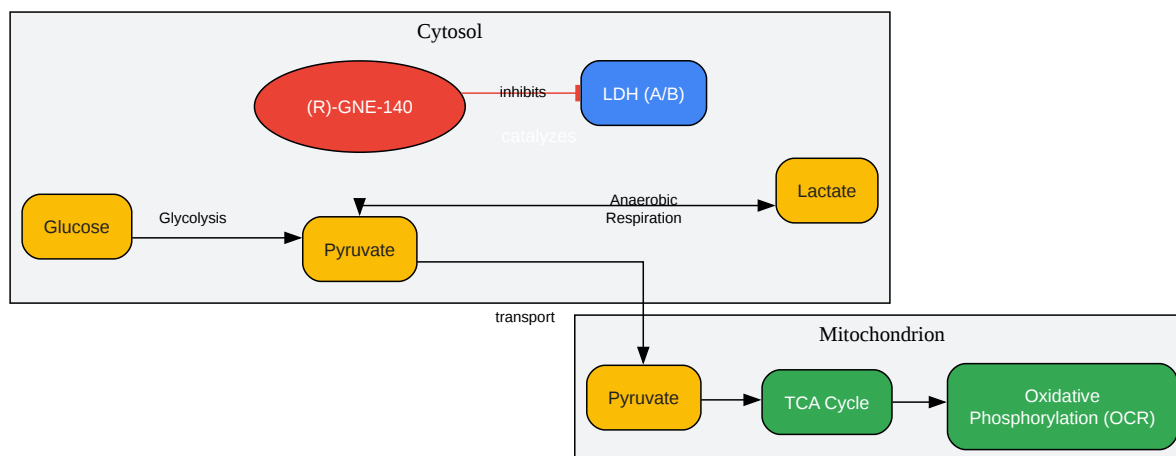 Cytosol
(R)-GNE-140
inhibits
LDH (A/B)
catalyzes
Glucose
Glycolysis
Pyruvate
Anaerobic
Respiration
Lactate
transport
Mitochondrion
Pyruvate
TCA Cycle
Oxidative
Phosphorylation (OCR)